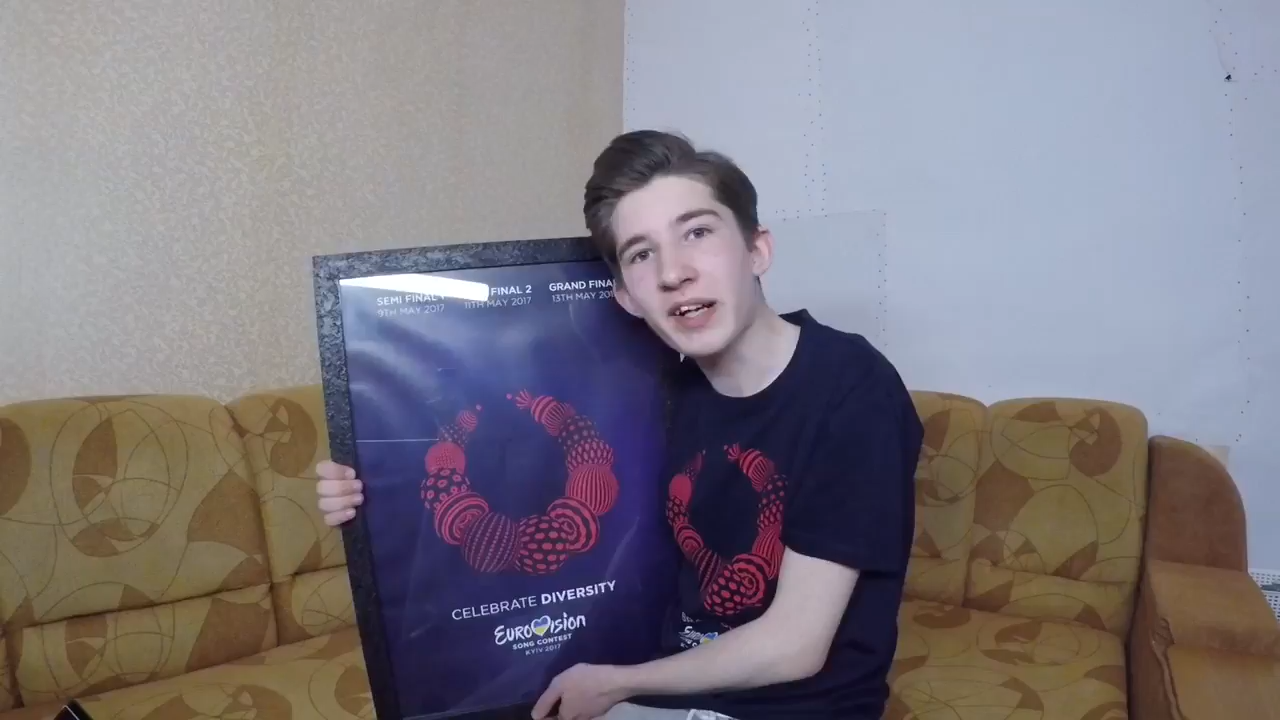 SEMI FINAL
FINAL 2
GRAND FINAL
9TH MAY 2017
11TH MAY 2017
13TH MAY 201
CELEBRATE DIVERSITY
EUROVISION
SONG CONTEST
KYIV 2017